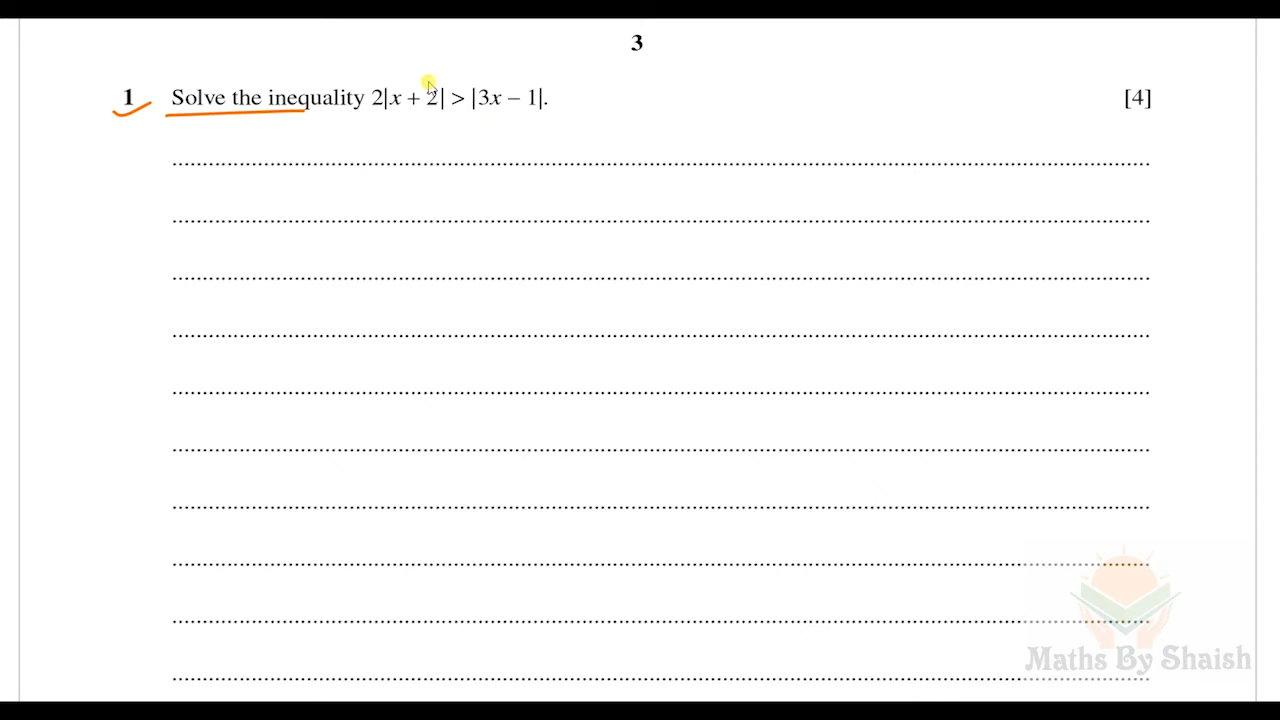 3
1 Solve the inequality 2|x + 2| > |3x − 1|. [4]
Maths By Shaish